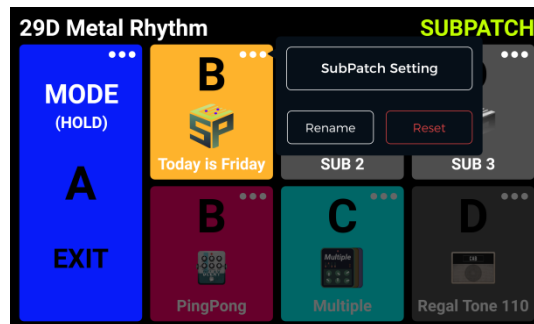 29D Metal Rhythm
SUBPATCH
MODE
(HOLD)
A
EXIT
B
SP
Today is Friday
SubPatch Setting
Rename
Reset
SUB 2
SUB 3
B
PingPong
C
Multiple
Multiple
D
Regal Tone 110